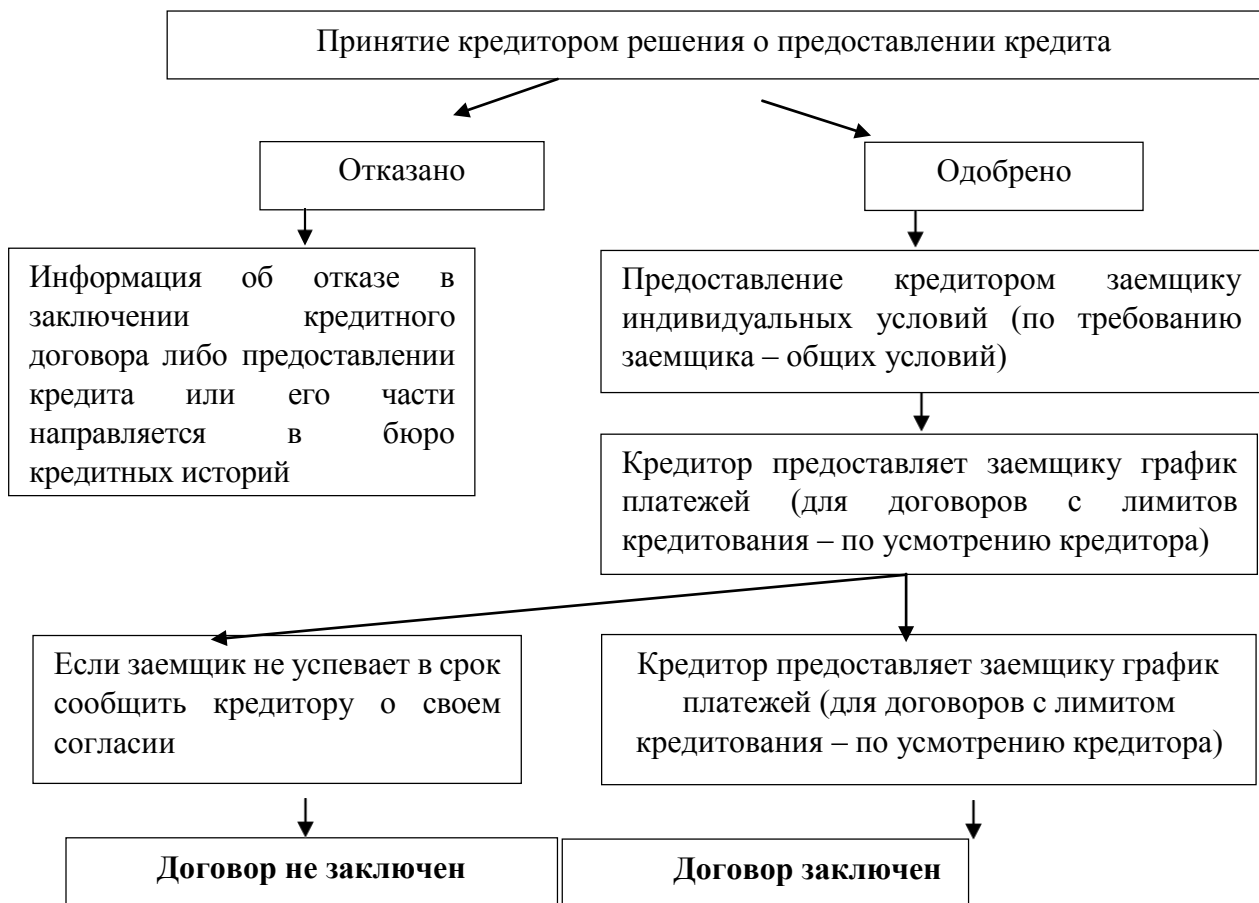 Принятие кредитором решения о предоставлении кредита
Отказано
Одобрено
Информация об отказе в
заключении кредитного
договора либо предоставлении
кредита или его части
направляется в бюро
кредитных историй
Предоставление кредитором заемщику
индивидуальных условий (по требованию
заемщика – общих условий)
Кредитор предоставляет заемщику график
платежей (для договоров с лимитов
кредитования – по усмотрению кредитора)
Если заемщик не успевает в срок
сообщить кредитору о своем
согласии
Кредитор предоставляет заемщику график
платежей (для договоров с лимитом
кредитования – по усмотрению кредитора)
Договор не заключен
Договор заключен